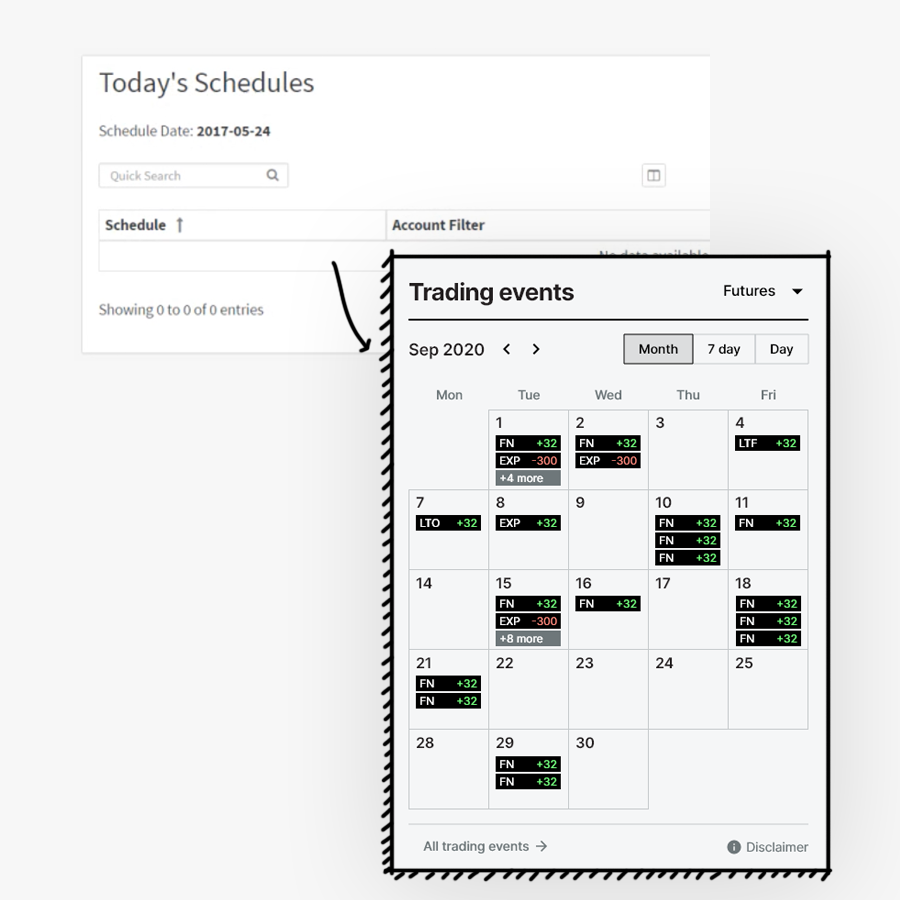 Today's Schedules
Schedule Date: 2017-05-24
Quick Search
Schedule ↑ Account Filter
No data available
Showing 0 to 0 of 0 entries
Trading events Futures
Sep 2020 < > Month 7 day Day
Mon Tue Wed Thu Fri
1 2 3 4
FN +32 FN +32 LTF +32
EXP -300 EXP -300
+4 more
7 8 9 10 11
LTO +32 EXP +32 FN +32 FN +32
FN +32
FN +32
14 15 16 17 18
FN +32 FN +32 FN +32
EXP -300 FN +32
+8 more FN +32
21 22 23 24 25
FN +32
FN +32
28 29 30
FN +32
FN +32
All trading events → Disclaimer